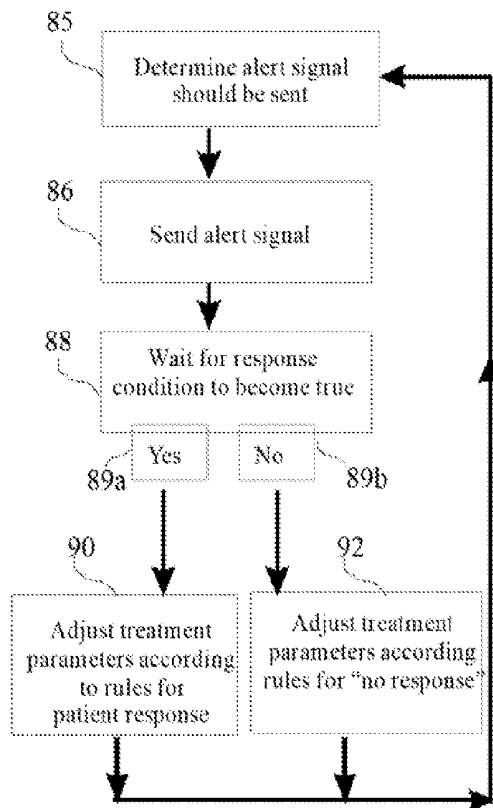 85
Determine alert signal
should be sent
86
Send alert signal
88
Wait for response
condition to become true
Yes
No
89a
89b
90
Adjust treatment
parameters according
to rules for
patient response
92
Adjust treatment
parameters according
rules for “no response”